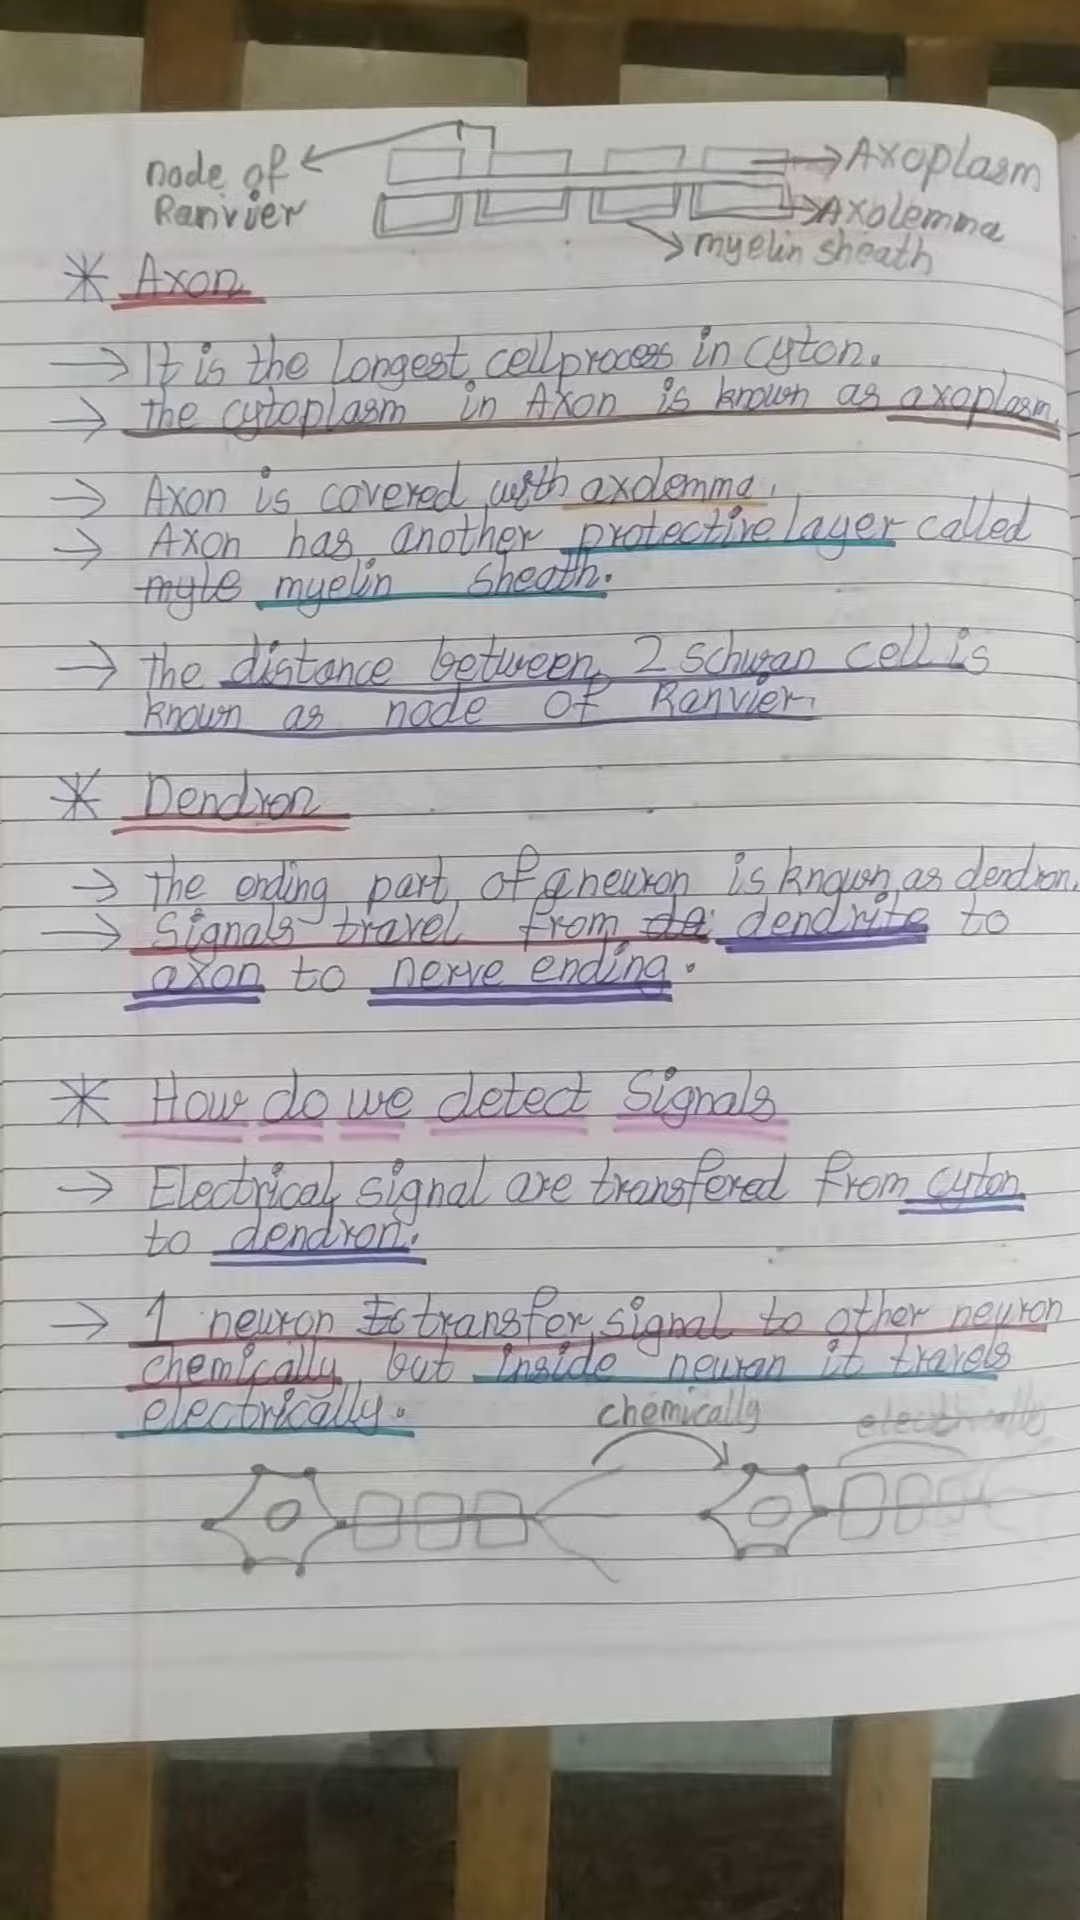 node of
Ranvier
Axoplasm
Axolemma
myelin sheath
* Axon
→ It is the longest cell process in cyton.
→ the cytoplasm in Axon is known as axoplasm.
→ Axon is covered with axolemma.
→ Axon has another protective layer called
myle myelin sheath.
→ the distance between 2 schwan cell is
known as node of Ranvier.
* Dendron
→ the ending part of a neuron is known as dendron.
→ Signals travel from de dendrite to
axon to nerve ending.
* How do we detect Signals
→ Electrical signal are transfered from cyton
to dendron.
→ 1 neuron to transfer signal to other neuron
chemically but inside neuran it travels
electrically.
chemically
electrically